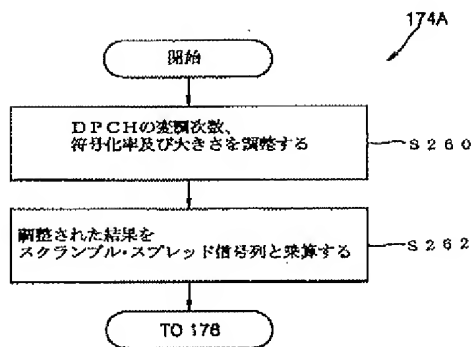 174A
開始
DPCHの変調次数、
符号化率及び大きさを調整する
S260
調整された結果を
スクランブル・スプレッド信号列と乗算する
S262
TO 176